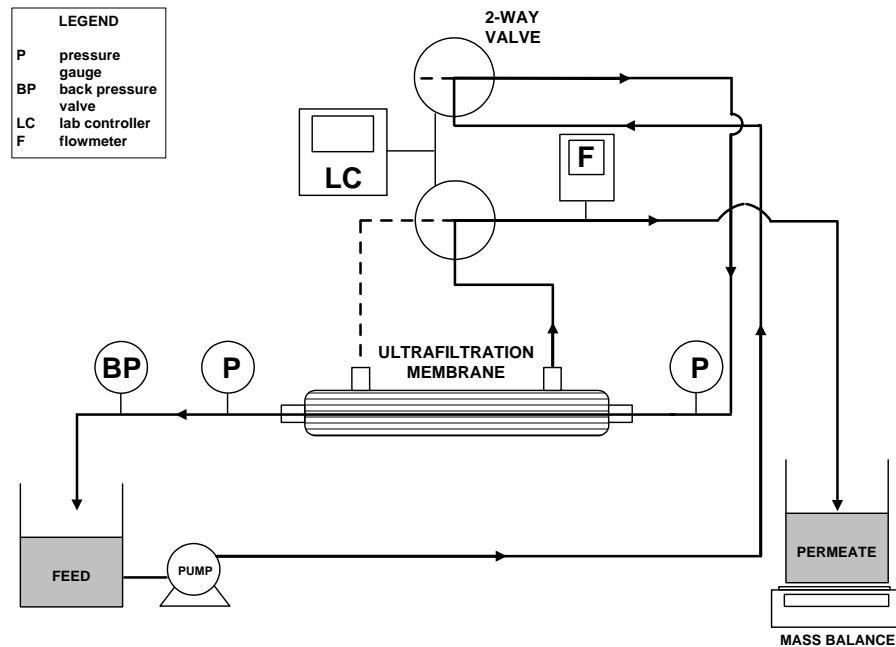 LEGEND
P pressure
gauge
BP back pressure
valve
LC lab controller
F flowmeter
2-WAY
VALVE
LC
F
ULTRAFILTRATION
MEMBRANE
BP
P
P
FEED
PUMP
PERMEATE
MASS BALANCE